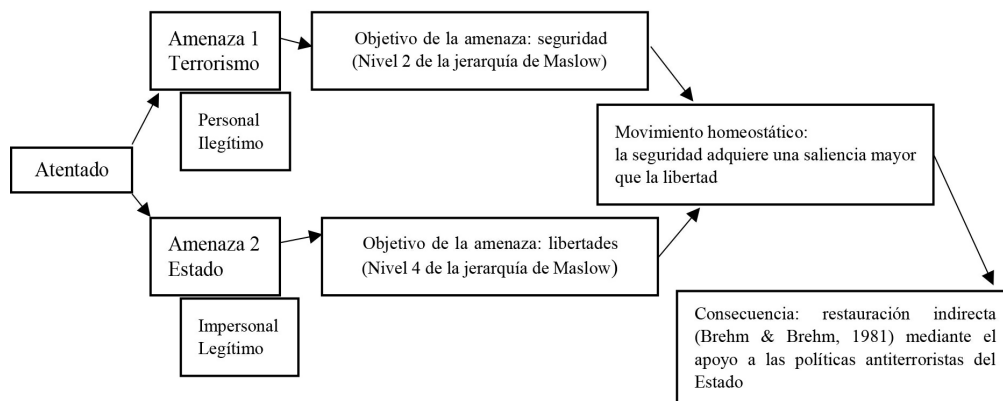 Amenaza 1
Terrorismo
Objetivo de la amenaza: seguridad
(Nivel 2 de la jerarquía de Maslow)
Personal
Ilegítimo
Atentado
Movimiento homeostático:
la seguridad adquiere una saliencia mayor
que la libertad
Amenaza 2
Estado
Objetivo de la amenaza: libertades
(Nivel 4 de la jerarquía de Maslow)
Impersonal
Legítimo
Consecuencia: restauración indirecta
(Brehm & Brehm, 1981) mediante el
apoyo a las políticas antiterroristas del
Estado